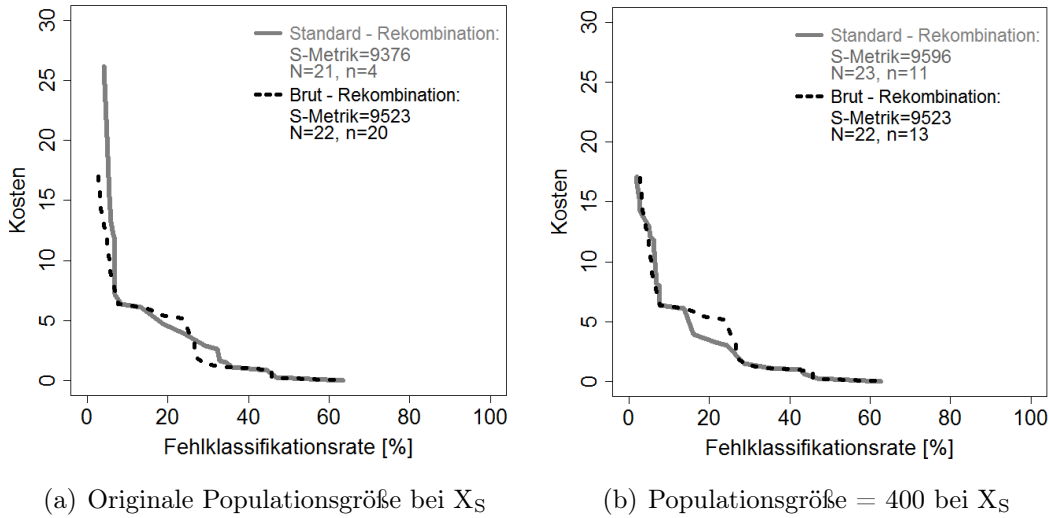 Standard - Rekombination:
S-Metrik=9376
N=21, n=4
Brut - Rekombination:
S-Metrik=9523
N=22, n=20
Kosten
0
5
10
15
20
25
30
0
20
40
60
80
100
Fehlklassifikationsrate [%]
(a) Originale Populationsgröße bei X_S
Standard - Rekombination:
S-Metrik=9596
N=23, n=11
Brut - Rekombination:
S-Metrik=9523
N=22, n=13
Kosten
0
5
10
15
20
25
30
0
20
40
60
80
100
Fehlklassifikationsrate [%]
(b) Populationsgröße = 400 bei X_S